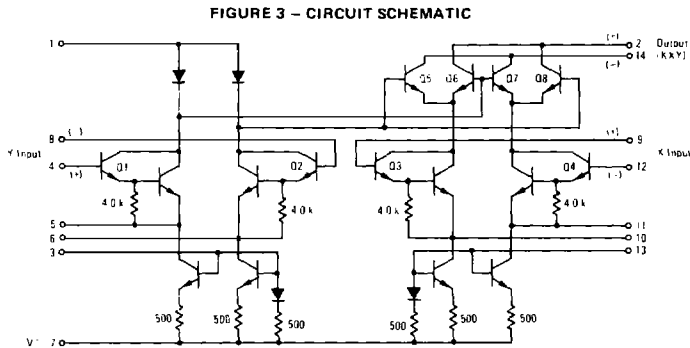 FIGURE 3 – CIRCUIT SCHEMATIC
1
(+)
2 Output
14 (KXY)
(–)
Q5 Q6 Q7 Q8
8 (–)
(+) 9
Y Input
X Input
4 (+)
Q1 Q2 Q3 Q4
12
(–)
4.0 k 4.0 k 4.0 k 4.0 k
5
11
6
10
3
13
500 500 500 500 500 500
V– 7